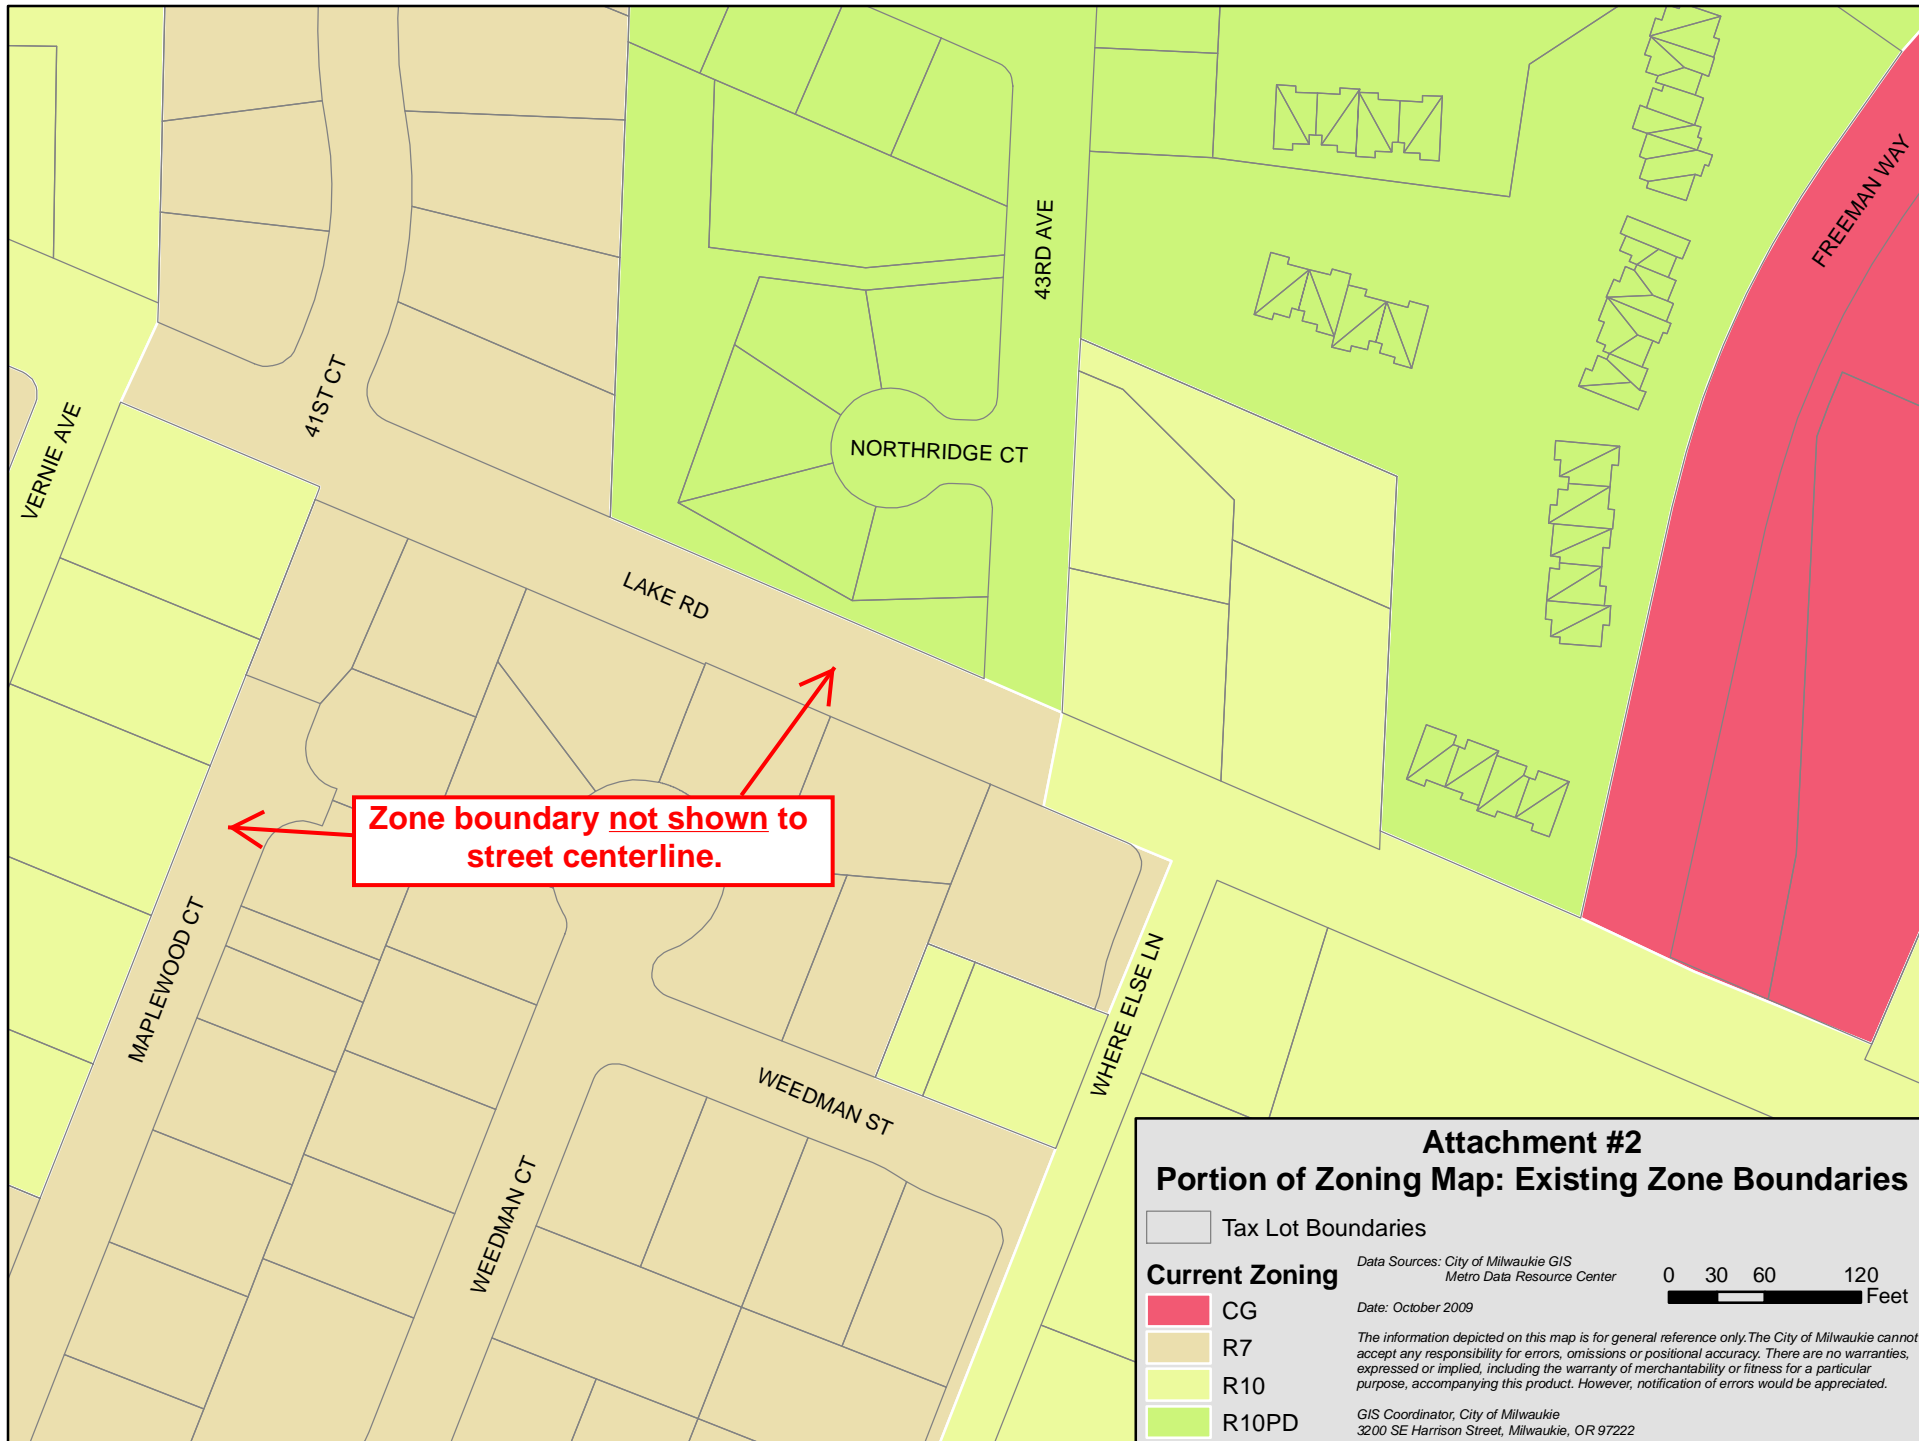 FREEMAN WAY
43RD AVE
41ST CT
VERNIE AVE
NORTHRIDGE CT
LAKE RD
Zone boundary not shown to
street centerline.
MAPLEWOOD CT
WHERE ELSE LN
WEEDMAN ST
WEEDMAN CT
Attachment #2
Portion of Zoning Map: Existing Zone Boundaries
Tax Lot Boundaries
Current Zoning
CG
R7
R10
R10PD
Data Sources: City of Milwaukie GIS
Metro Data Resource Center
Date: October 2009
0 30 60 120
Feet
The information depicted on this map is for general reference only.The City of Milwaukie cannot
accept any responsibility for errors, omissions or positional accuracy. There are no warranties,
expressed or implied, including the warranty of merchantability or fitness for a particular
purpose, accompanying this product. However, notification of errors would be appreciated.
GIS Coordinator, City of Milwaukie
3200 SE Harrison Street, Milwaukie, OR 97222